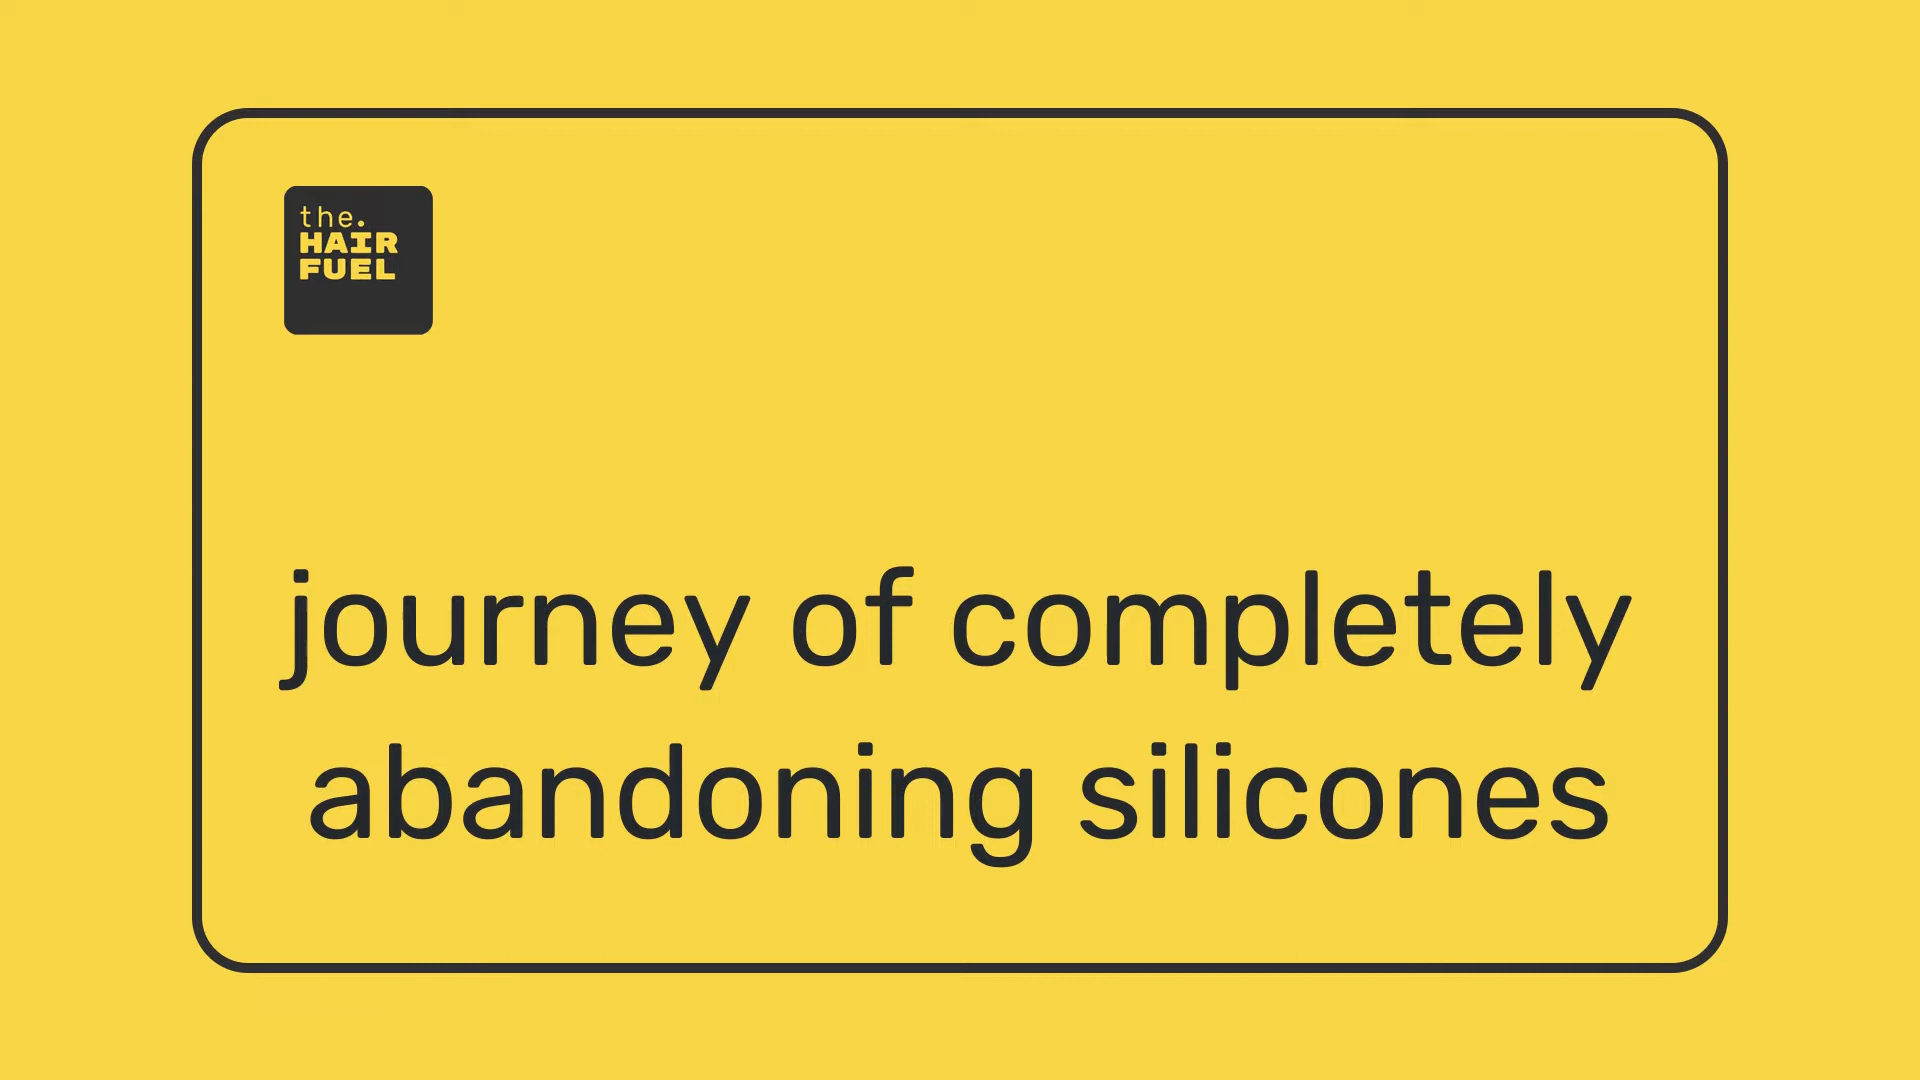 the.
HAIR
FUEL
journey of completely
abandoning silicones